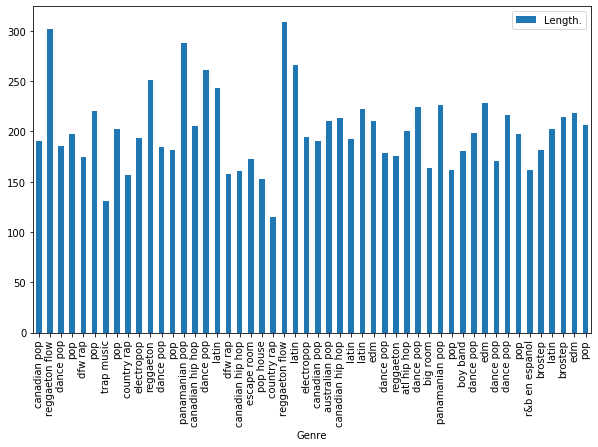 Length.
300
250
200
150
100
50
0
canadian pop
reggaeton flow
dance pop
pop
dfw rap
pop
trap music
pop
country rap
electropop
reggaeton
dance pop
pop
panamanian pop
canadian hip hop
dance pop
latin
dfw rap
canadian hip hop
escape room
pop house
country rap
reggaeton flow
latin
electropop
canadian pop
australian pop
canadian hip hop
latin
latin
edm
dance pop
reggaeton
atl hip hop
dance pop
big room
panamanian pop
pop
boy band
dance pop
edm
dance pop
dance pop
pop
r&b en espanol
brostep
latin
brostep
edm
pop
Genre